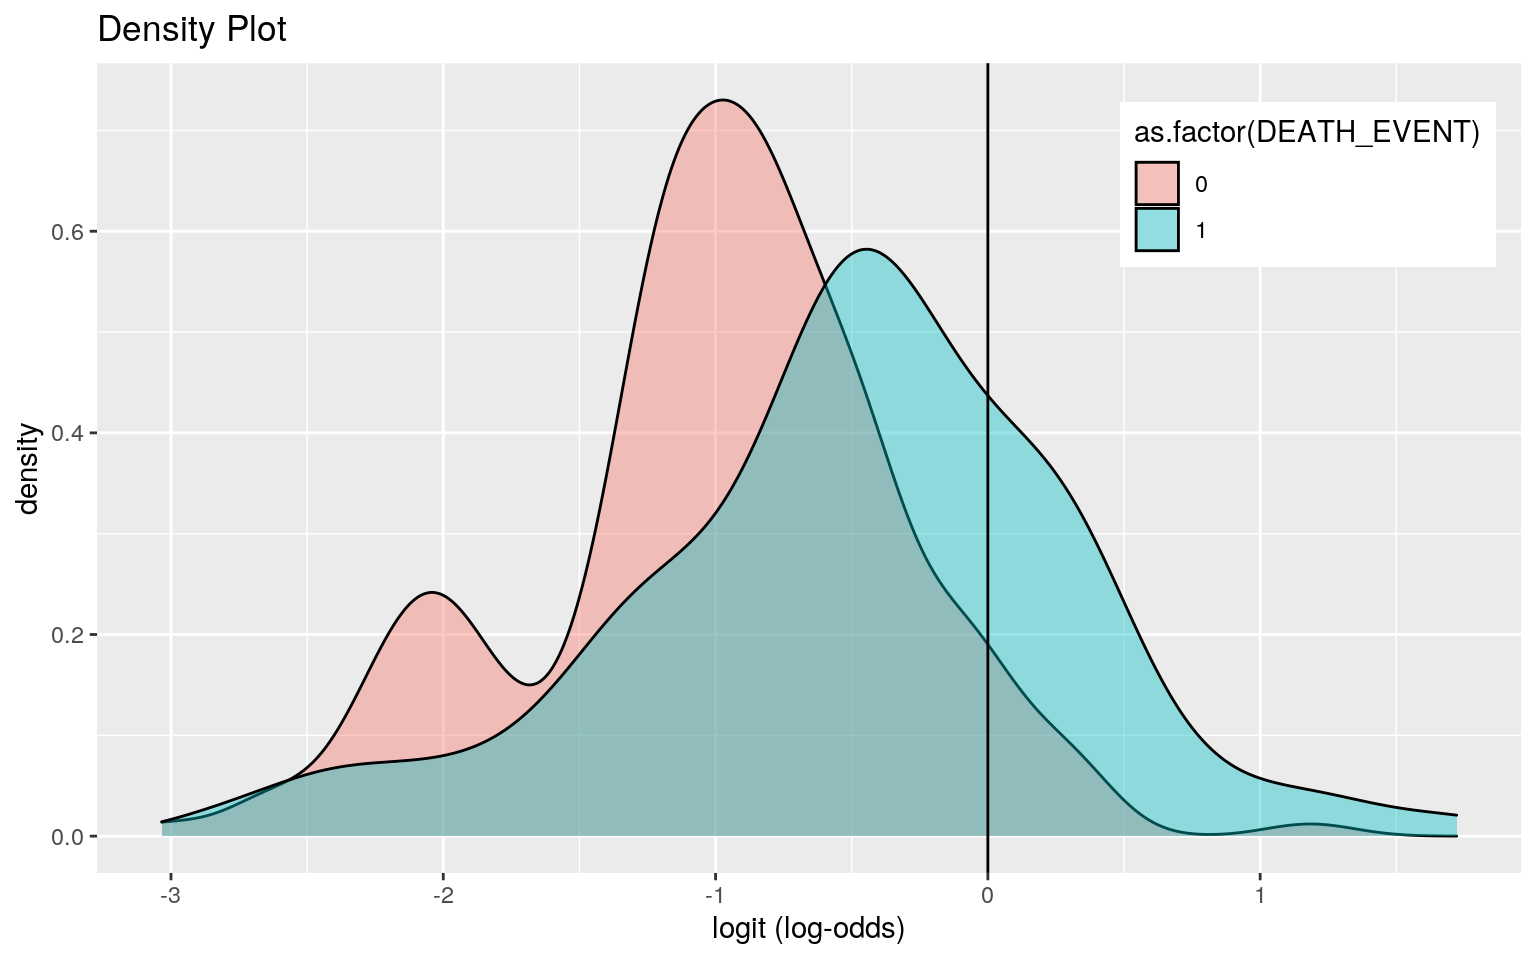 Density Plot
as.factor(DEATH_EVENT)
0
1
density
0.6
0.4
0.2
0.0
-3
-2
-1
0
1
logit (log-odds)